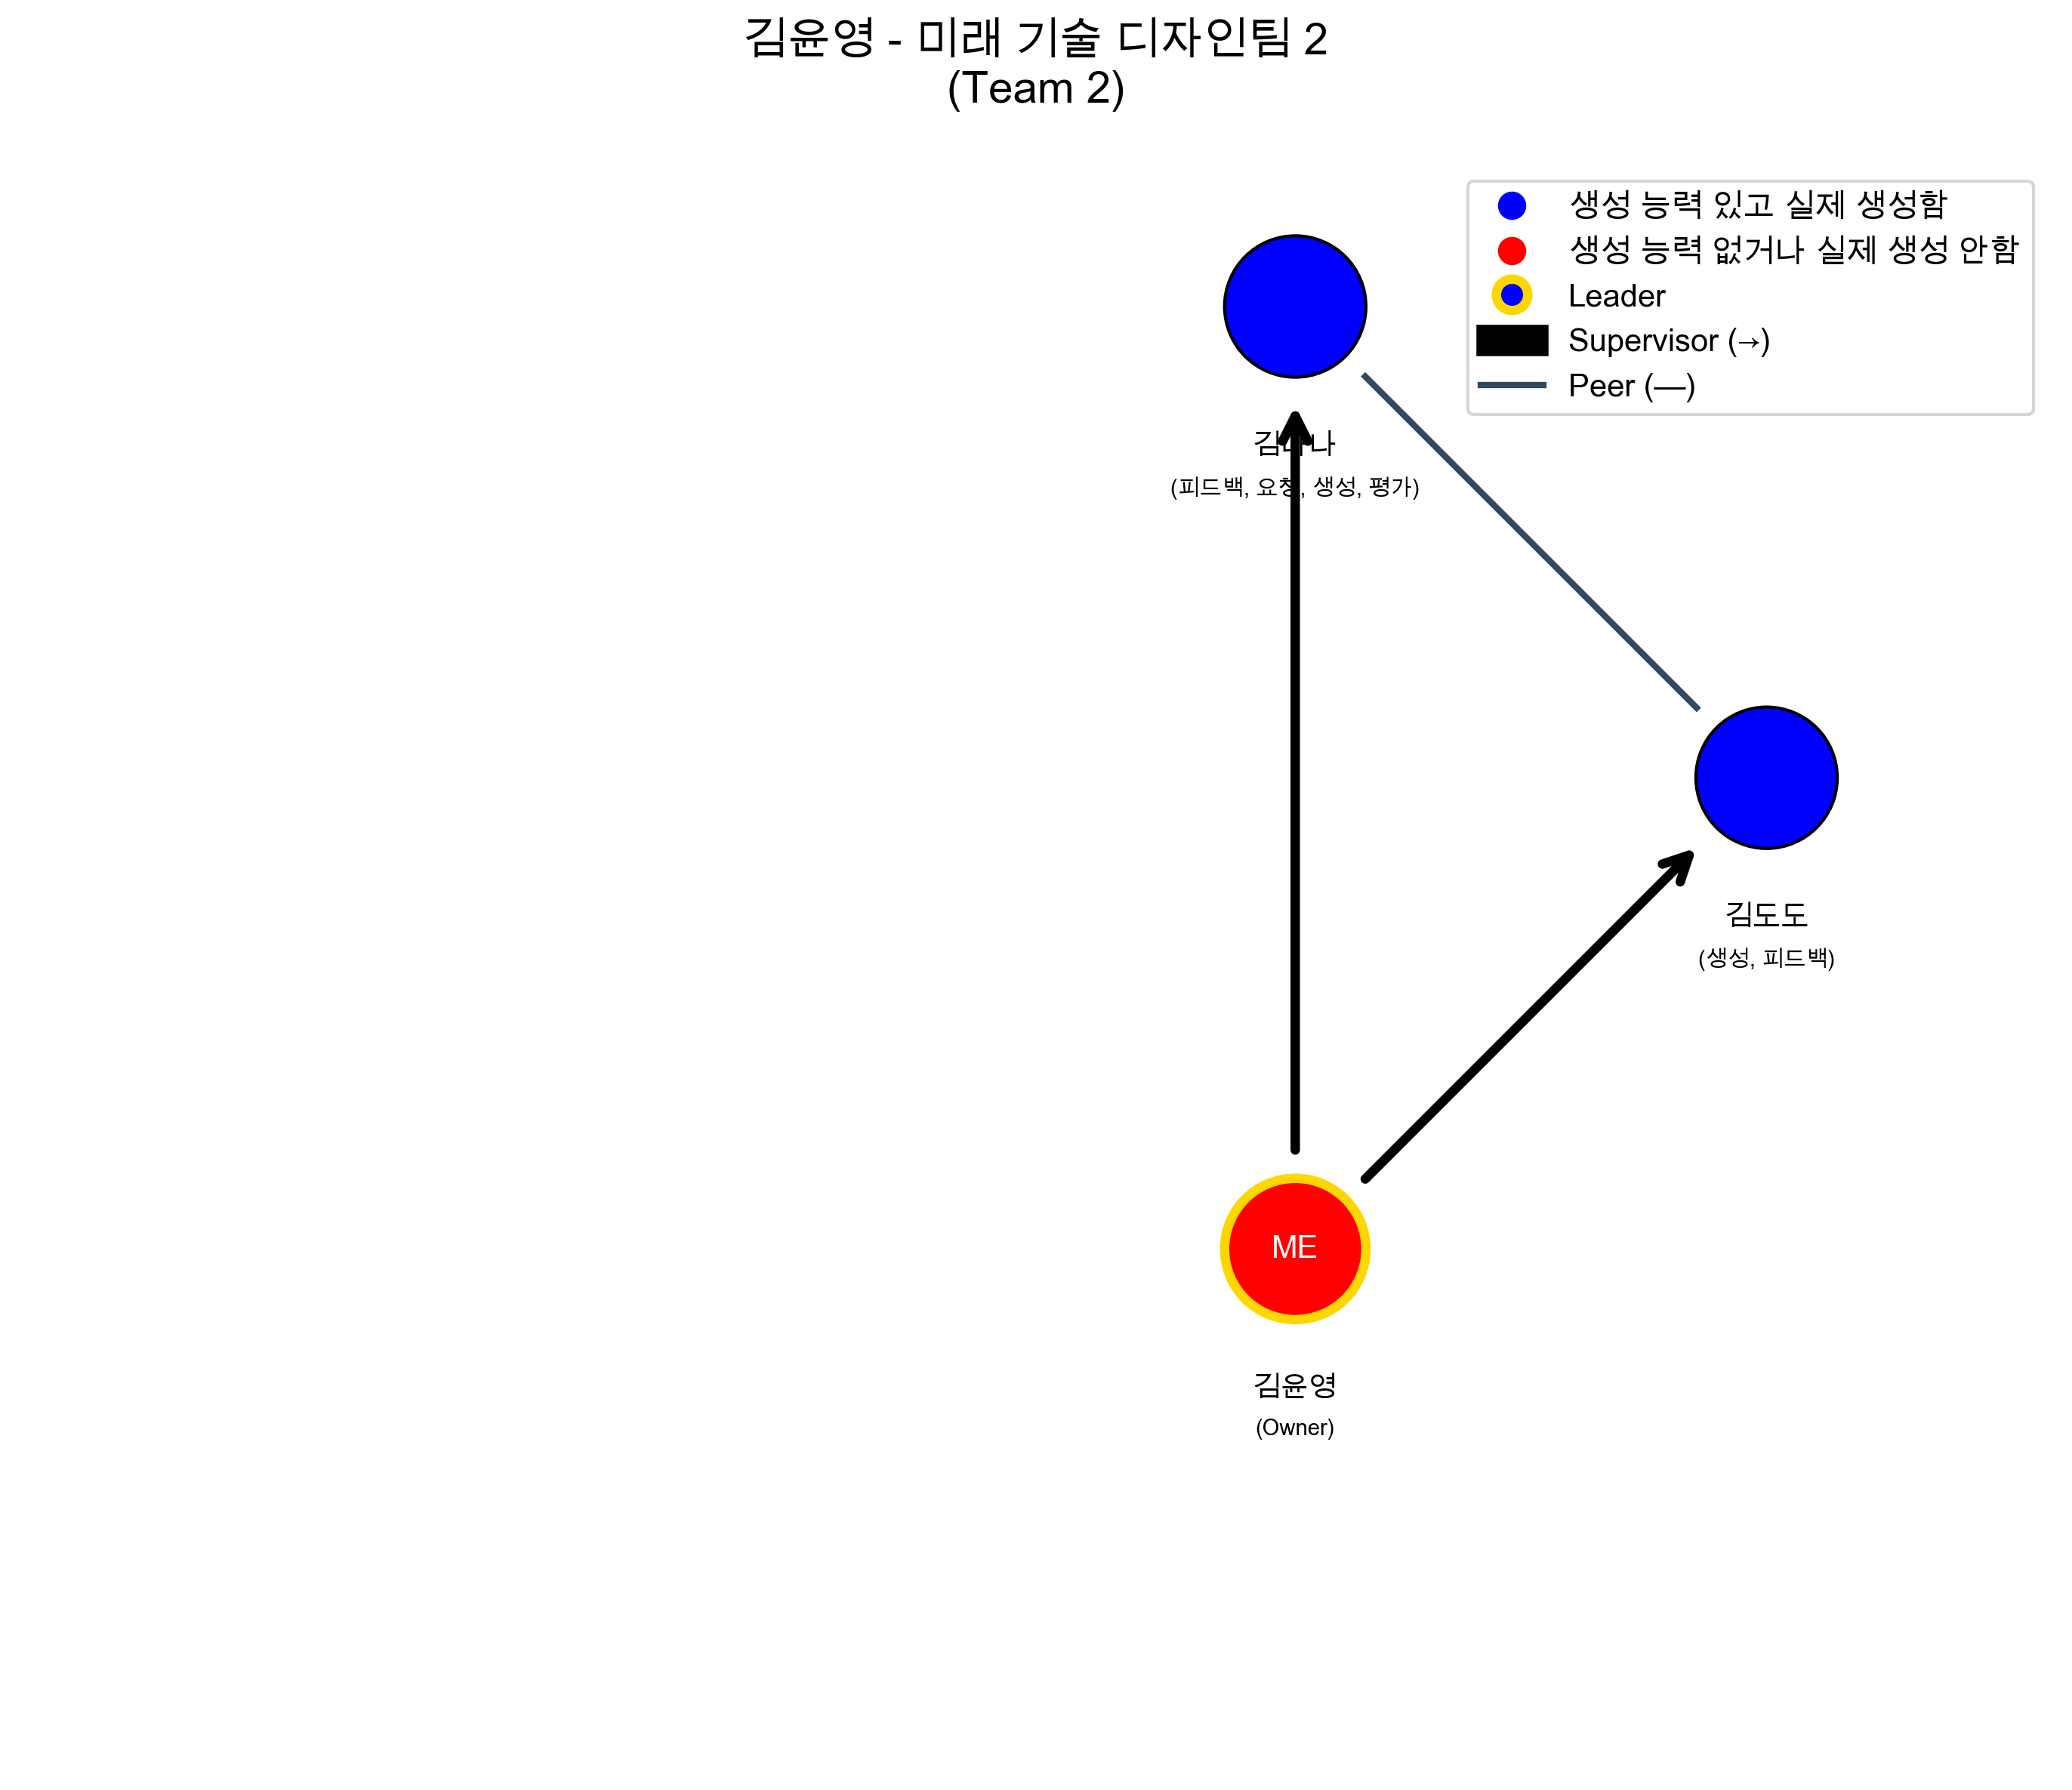 김윤영 - 미래 기술 디자인팀 2
(Team 2)
생성 능력 있고 실제 생성함
생성 능력 없거나 실제 생성 안함
Leader
Supervisor (→)
Peer (—)
(피드백, 요청, 생성, 평가)
김도도
(생성, 피드백)
ME
김윤영
(Owner)